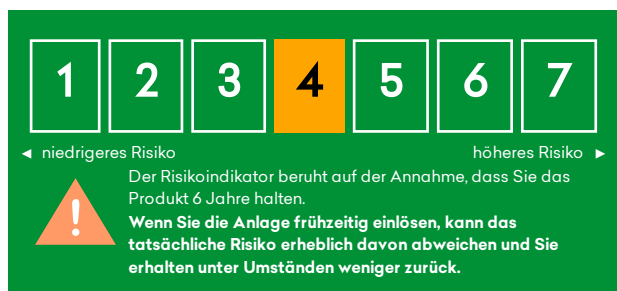 1 2 3 4 5 6 7
◄ niedrigeres Risiko höheres Risiko ►
Der Risikoindikator beruht auf der Annahme, dass Sie das
Produkt 6 Jahre halten.
Wenn Sie die Anlage frühzeitig einlösen, kann das
tatsächliche Risiko erheblich davon abweichen und Sie
erhalten unter Umständen weniger zurück.
!